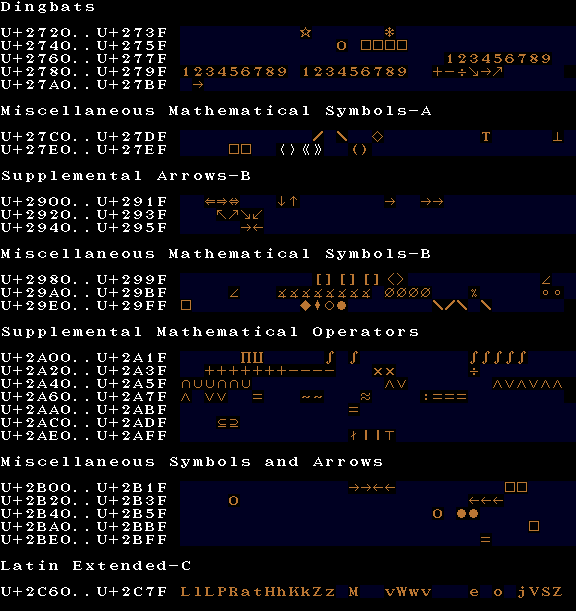 Dingbats
U+2720.. U+273F ☆ ✻
U+2740.. U+275F O □□□□
U+2760.. U+277F 123456789
U+2780.. U+279F 123456789 123456789 +−÷↘→↗
U+27A0.. U+27BF →
Miscellaneous Mathematical Symbols-A
U+27C0.. U+27DF ⟋ ⟍ ◇ T ⊥
U+27E0.. U+27EF □□ ⟨⟩⟪⟫ ()
Supplemental Arrows-B
U+2900.. U+291F ⇐⇒⇔ ↓↑ → →→
U+2920.. U+293F ↖↗↘↙
U+2940.. U+295F →←
Miscellaneous Mathematical Symbols-B
U+2980.. U+299F [] [] [] ⟨⟩ ∠
U+29A0.. U+29BF ∠ ∡∡∡∡∡∡∡∡ ∅∅∅∅ % ∘∘
U+29E0.. U+29FF □ ◆♦◇● \/\ \
Supplemental Mathematical Operators
U+2A00.. U+2A1F ∏∐ ∫ ∫ ∫∫∫∫∫
U+2A20.. U+2A3F +++++++−−−− ×× ÷
U+2A40.. U+2A5F ∩∪∪∩∩∪ ∧∨ ∧∨∧∨∧∧
U+2A60.. U+2A7F ∧ ∨∨ = ~~ ≈ :===
U+2AA0.. U+2ABF =
U+2AC0.. U+2ADF ⊆⊇
U+2AE0.. U+2AFF ∤||⊤
Miscellaneous Symbols and Arrows
U+2B00.. U+2B1F →→←← □□
U+2B20.. U+2B3F O ←←←
U+2B40.. U+2B5F O ●●
U+2BA0.. U+2BBF □
U+2BE0.. U+2BFF =
Latin Extended-C
U+2C60.. U+2C7F LlLPRatHhKkZz M vWwv e o jVSZ